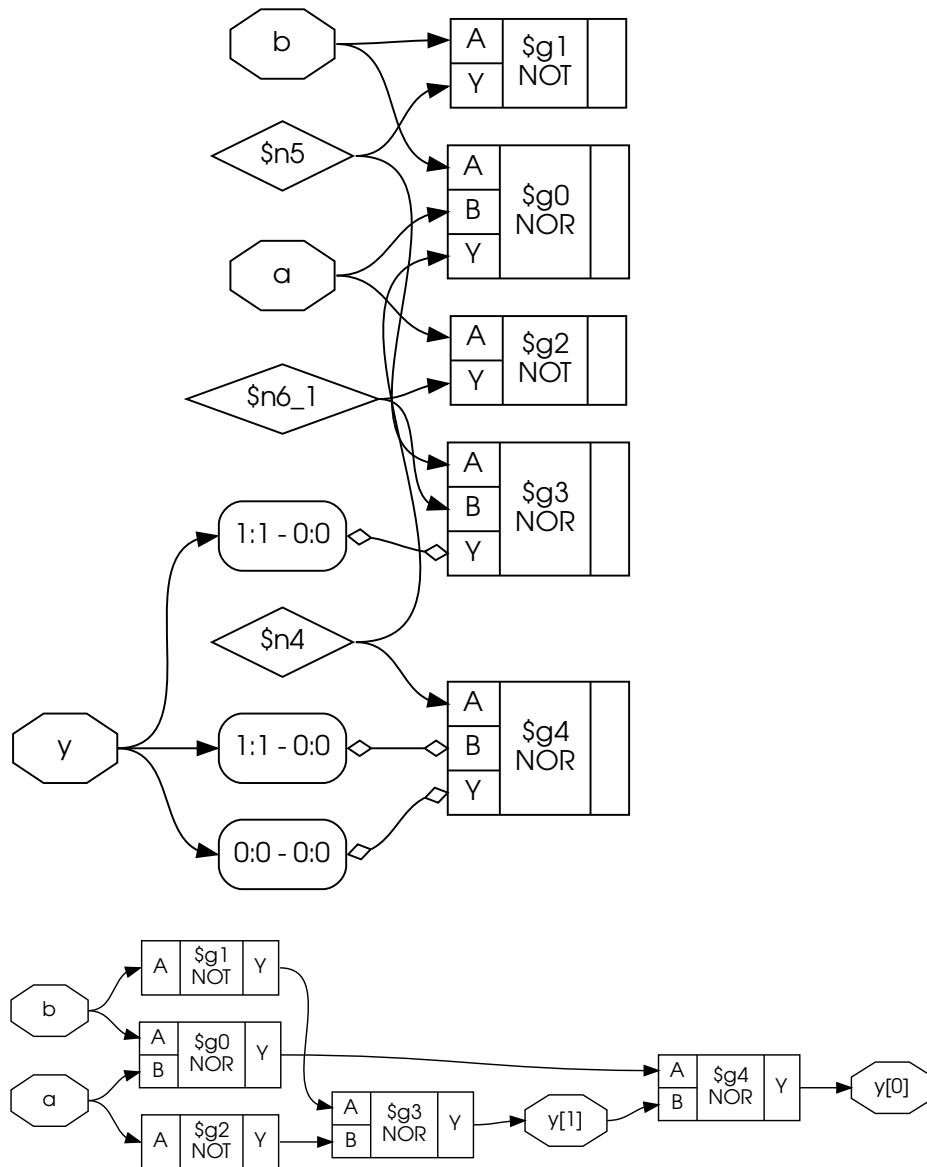 b
A
$g1
NOT
Y
$n5
A
$g0
NOR
B
Y
a
A
$g2
NOT
Y
$n6_1
A
$g3
NOR
B
Y
1:1 - 0:0
$n4
A
$g4
NOR
B
Y
y
1:1 - 0:0
0:0 - 0:0
b
A
$g1
NOT
Y
A
B
$g0
NOR
Y
a
A
$g2
NOT
Y
A
B
$g3
NOR
Y
y[1]
A
B
$g4
NOR
Y
y[0]